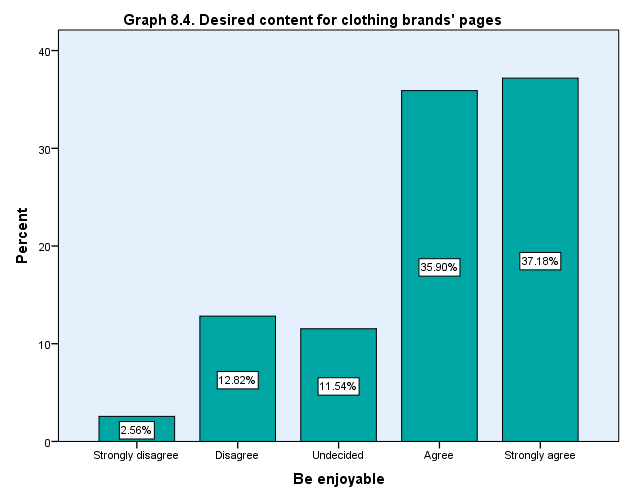 Graph 8.4. Desired content for clothing brands' pages
Percent
40
30
20
10
0
2.56%
12.82%
11.54%
35.90%
37.18%
Strongly disagree
Disagree
Undecided
Agree
Strongly agree
Be enjoyable